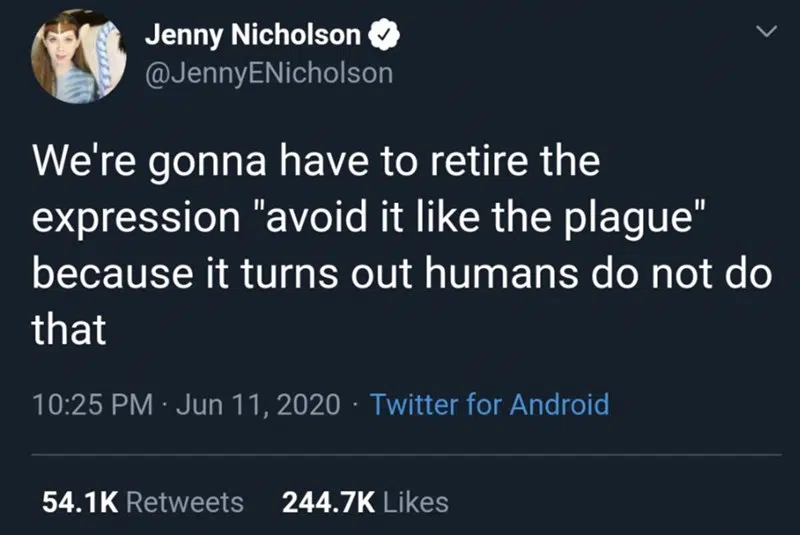 Jenny Nicholson
@JennyENicholson
We're gonna have to retire the
expression "avoid it like the plague"
because it turns out humans do not do
that
10:25 PM · Jun 11, 2020 · Twitter for Android
54.1K Retweets 244.7K Likes